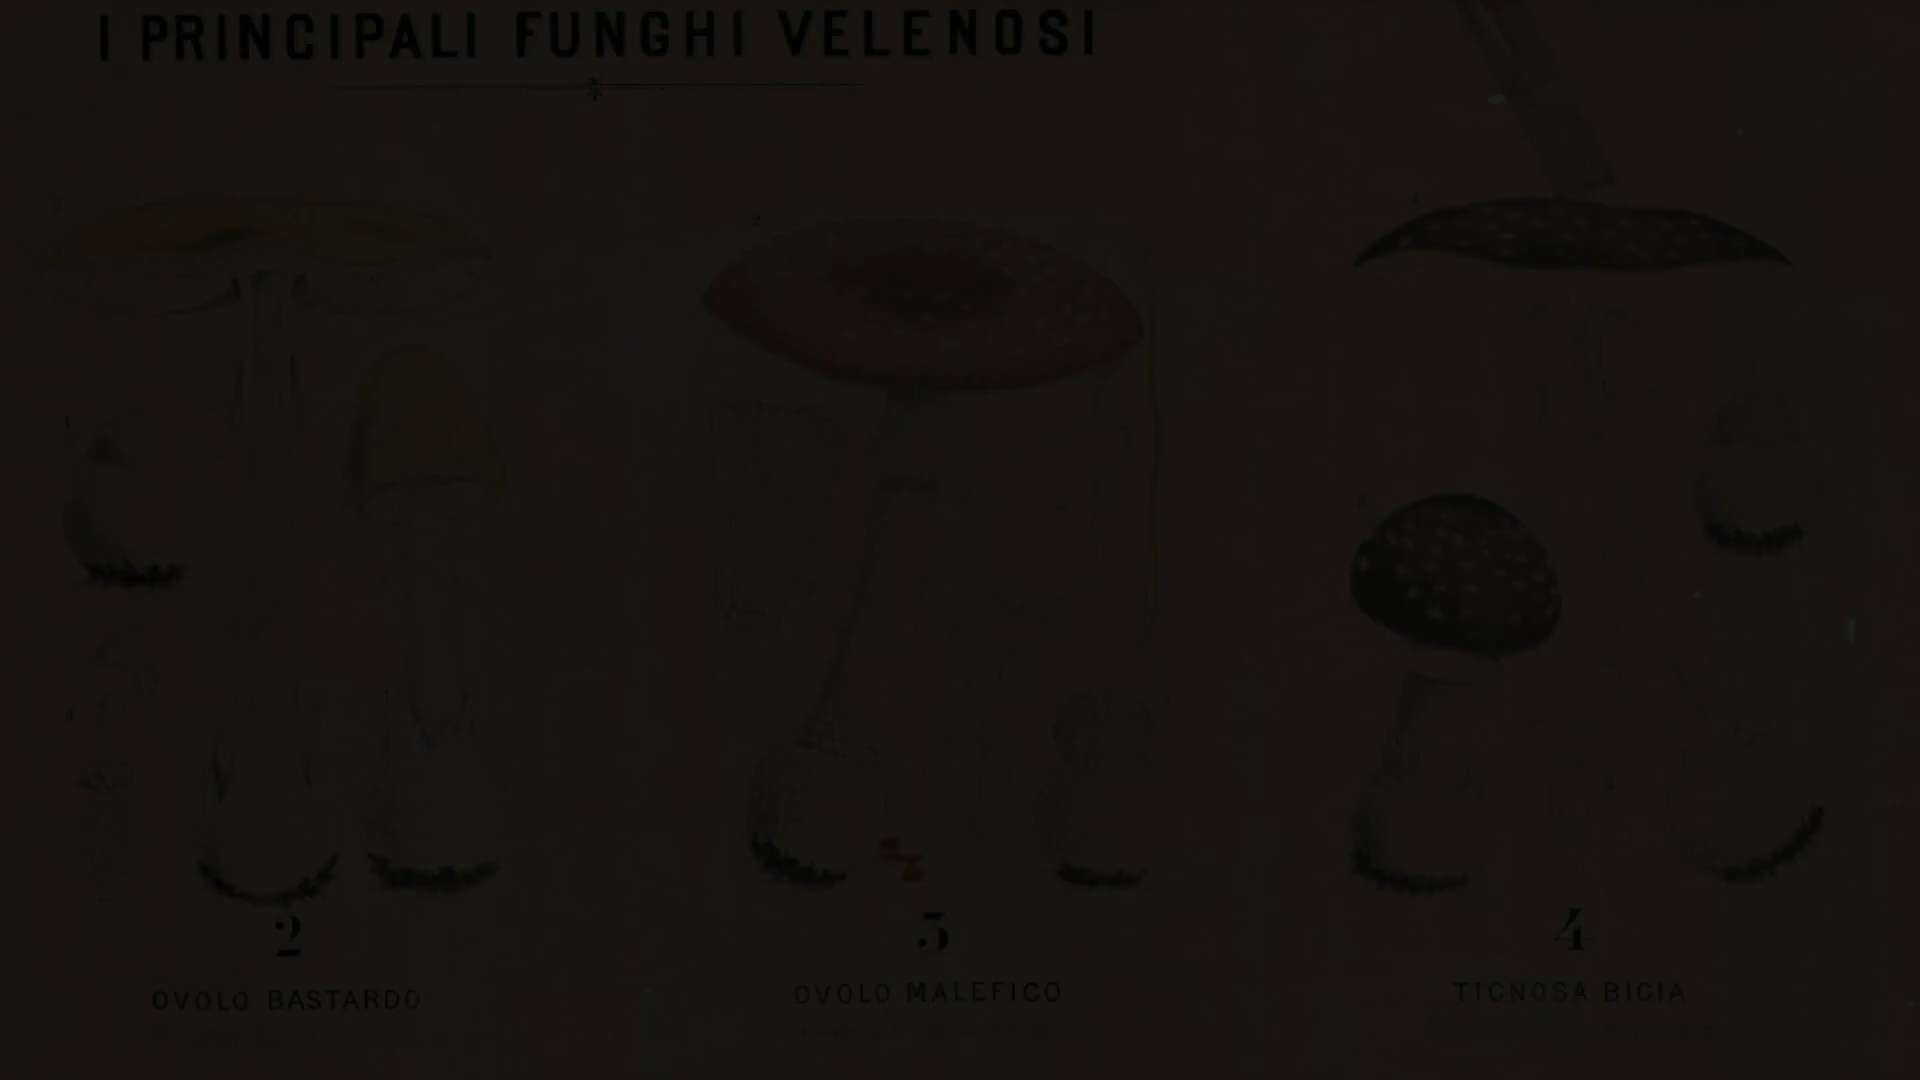 I PRINCIPALI FUNGHI VELENOSI
2
3
4
OVOLO BASTARDO
OVOLO MALEFICO
TIGNOSA BIGIA